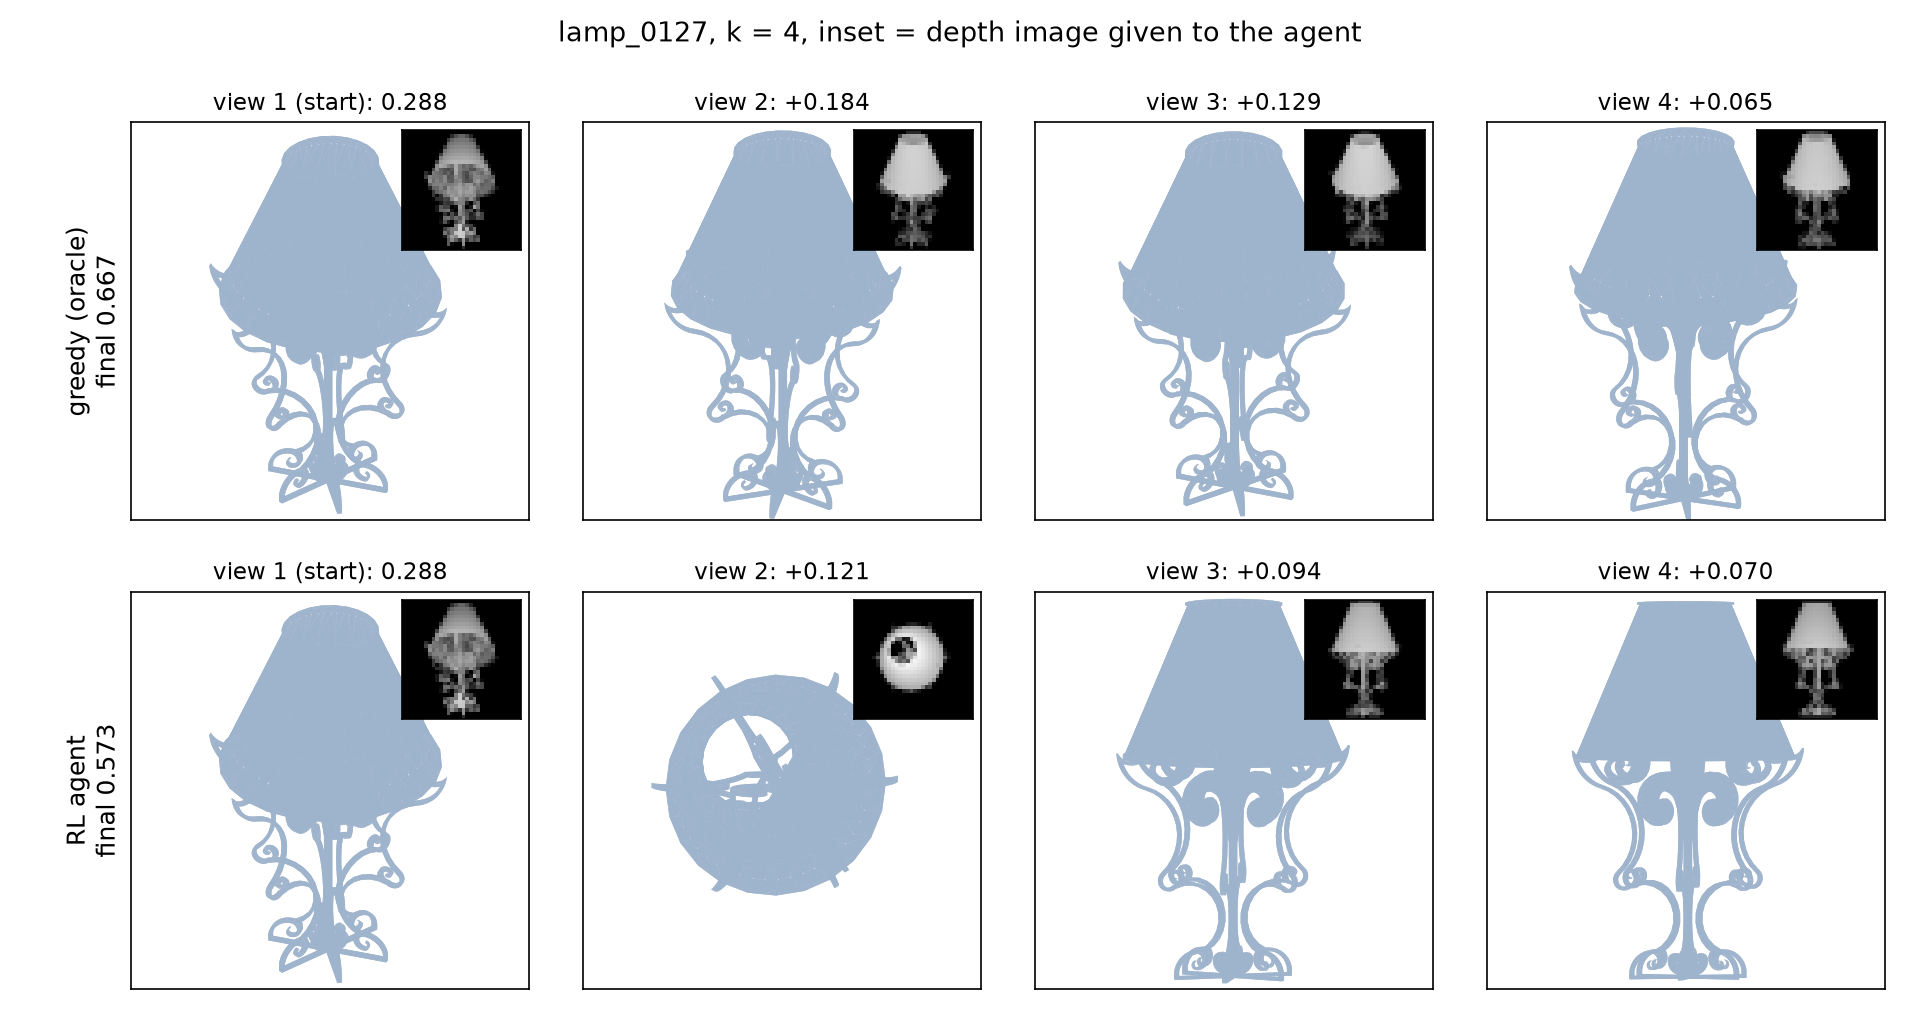 lamp_0127, k = 4, inset = depth image given to the agent
view 1 (start): 0.288
view 2: +0.184
view 3: +0.129
view 4: +0.065
greedy (oracle)
final 0.667
view 1 (start): 0.288
view 2: +0.121
view 3: +0.094
view 4: +0.070
RL agent
final 0.573